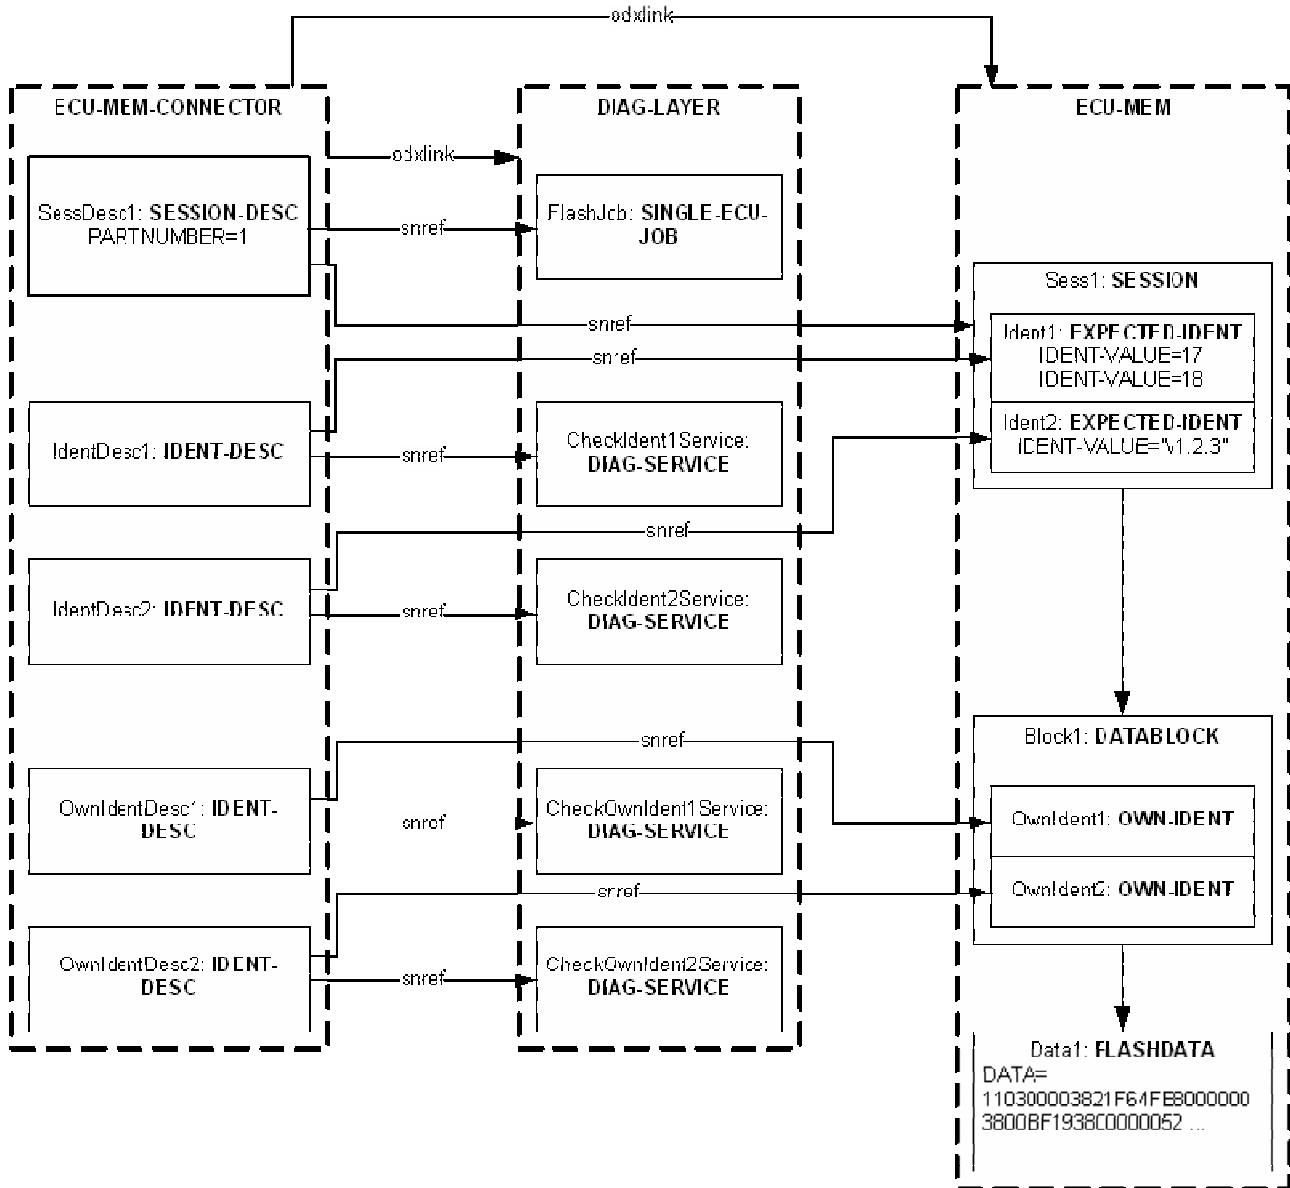 odxlink
ECU-MEM-CONNECTOR
DIAG-LAYER
ECU-MEM
odxlink
SessDesc1: SESSION-DESC
PARTNUMBER=1
snref
FlashJob: SINGLE-ECU-
JOB
Sess1: SESSION
snref
Ident1: EXPECTED-IDENT
IDENT-VALUE=17
IDENT-VALUE=18
snref
IdentDesc1: IDENT-DESC
snref
CheckIdent1Service:
DIAG-SERVICE
Ident2: EXPECTED-IDENT
IDENT-VALUE="V1.2.3"
snref
IdentDesc2: IDENT-DESC
snref
CheckIdent2Service:
DIAG-SERVICE
snref
Block1: DATABLOCK
OwnIdentDesc1: IDENT-
DESC
snref
CheckOwnIdent1Service:
DIAG-SERVICE
OwnIdent1: OWN-IDENT
snref
OwnIdent2: OWN-IDENT
OwnIdentDesc2: IDENT-
DESC
snref
CheckOwnIdent2Service:
DIAG-SERVICE
Data1: FLASHDATA
DATA=
110300003821F64FE8000000
3800BF1938C0000052 ...